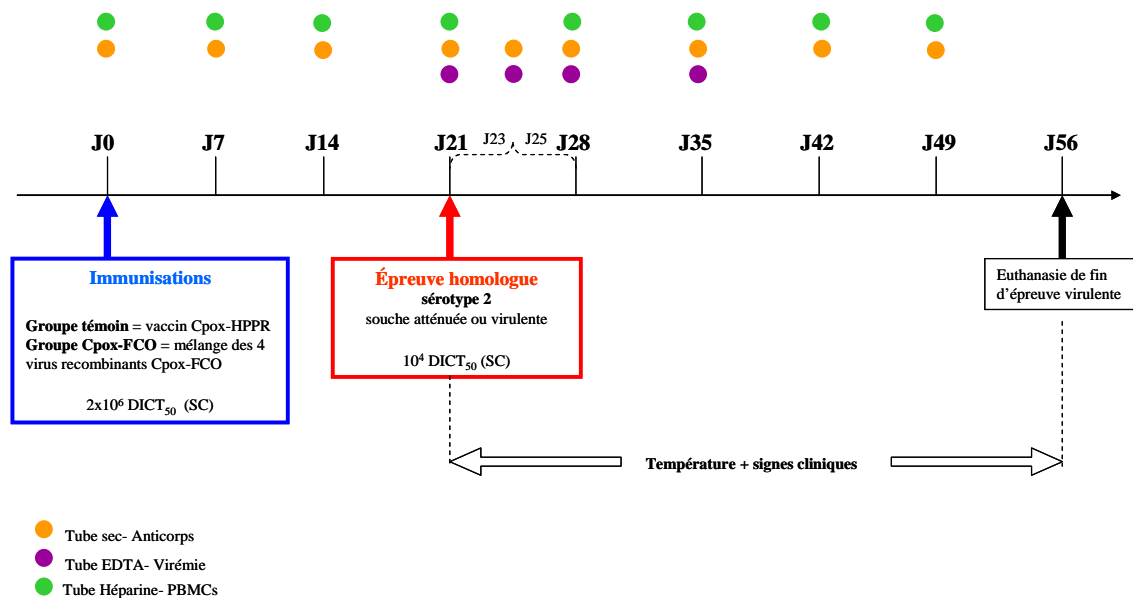 J0 J7 J14 J21 J23 J25 J28 J35 J42 J49 J56
Immunisations
Groupe témoin = vaccin Cpox-HPPR
Groupe Cpox-FCO = mélange des 4
virus recombinants Cpox-FCO
2x10⁶ DICT₅₀ (SC)
Épreuve homologue
sérotype 2
souche atténuée ou virulente
10⁴ DICT₅₀ (SC)
Euthanasie de fin
d'épreuve virulente
Température + signes cliniques
Tube sec- Anticorps
Tube EDTA- Virémie
Tube Héparine- PBMCs